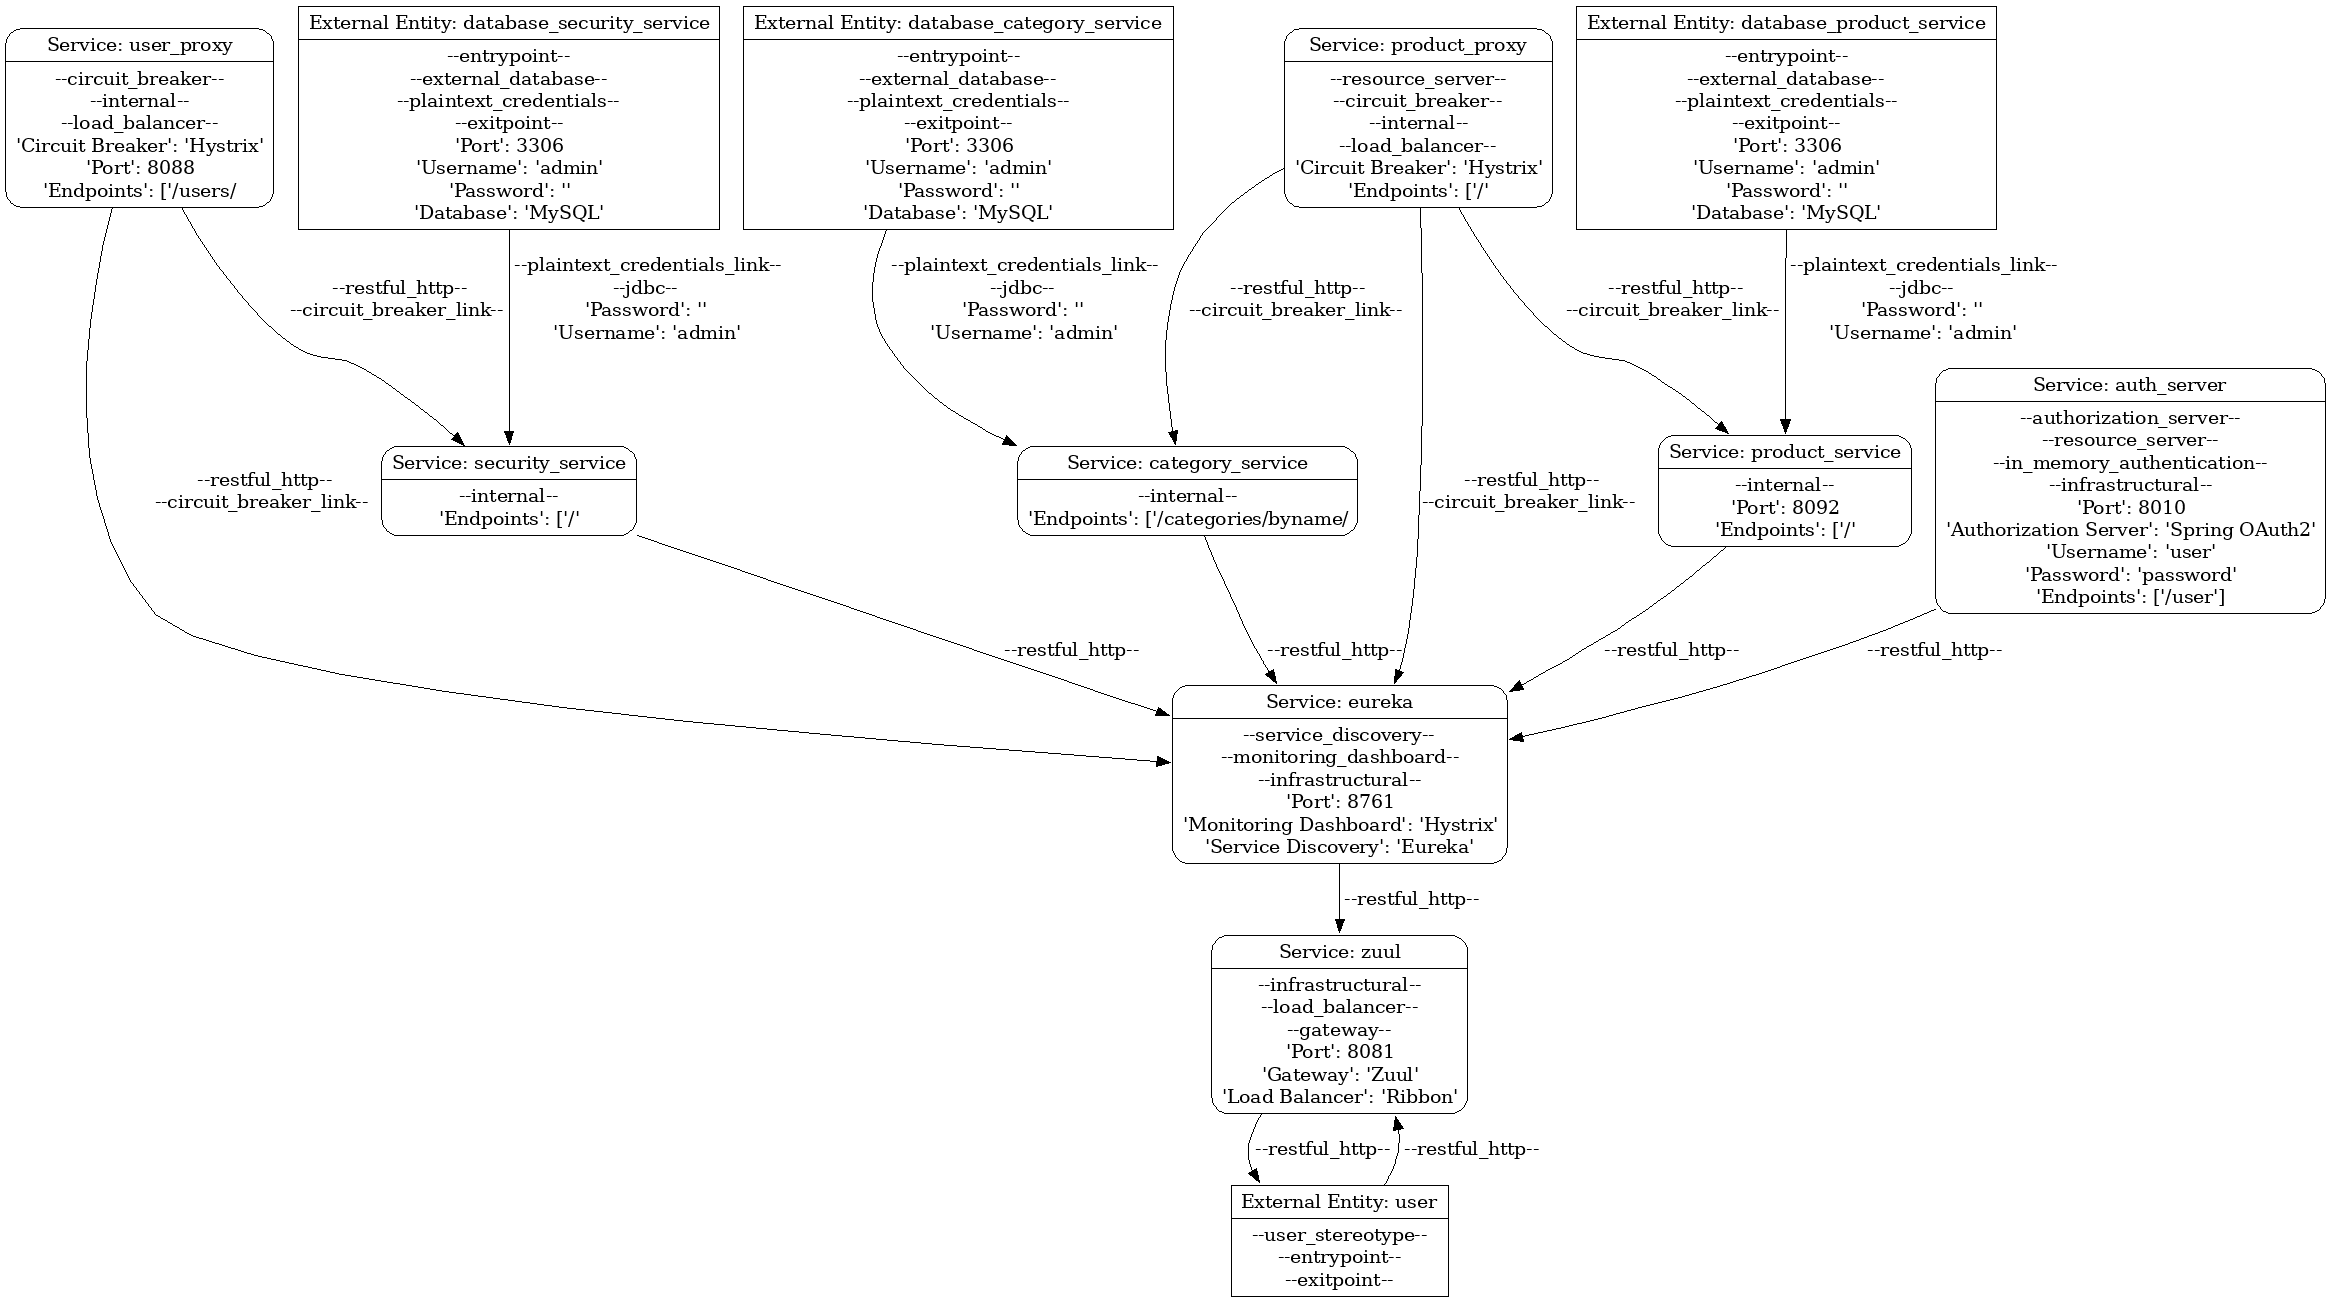 Service: user_proxy
--circuit_breaker--
--internal--
--load_balancer--
'Circuit Breaker': 'Hystrix'
'Port': 8088
'Endpoints': ['/users/
External Entity: database_security_service
--entrypoint--
--external_database--
--plaintext_credentials--
--exitpoint--
'Port': 3306
'Username': 'admin'
'Password': ''
'Database': 'MySQL'
External Entity: database_category_service
--entrypoint--
--external_database--
--plaintext_credentials--
--exitpoint--
'Port': 3306
'Username': 'admin'
'Password': ''
'Database': 'MySQL'
Service: product_proxy
--resource_server--
--circuit_breaker--
--internal--
--load_balancer--
'Circuit Breaker': 'Hystrix'
'Endpoints': ['/'
External Entity: database_product_service
--entrypoint--
--external_database--
--plaintext_credentials--
--exitpoint--
'Port': 3306
'Username': 'admin'
'Password': ''
'Database': 'MySQL'
--restful_http--
--circuit_breaker_link--
--plaintext_credentials_link--
--jdbc--
'Password': ''
'Username': 'admin'
--plaintext_credentials_link--
--jdbc--
'Password': ''
'Username': 'admin'
--restful_http--
--circuit_breaker_link--
--restful_http--
--circuit_breaker_link--
--plaintext_credentials_link--
--jdbc--
'Password': ''
'Username': 'admin'
--restful_http--
--circuit_breaker_link--
Service: security_service
--internal--
'Endpoints': ['/'
Service: category_service
--internal--
'Endpoints': ['/categories/byname/
--restful_http--
--circuit_breaker_link--
Service: product_service
--internal--
'Port': 8092
'Endpoints': ['/'
Service: auth_server
--authorization_server--
--resource_server--
--in_memory_authentication--
--infrastructural--
'Port': 8010
'Authorization Server': 'Spring OAuth2'
'Username': 'user'
'Password': 'password'
'Endpoints': ['/user']
--restful_http--
--restful_http--
--restful_http--
--restful_http--
Service: eureka
--service_discovery--
--monitoring_dashboard--
--infrastructural--
'Port': 8761
'Monitoring Dashboard': 'Hystrix'
'Service Discovery': 'Eureka'
--restful_http--
Service: zuul
--infrastructural--
--load_balancer--
--gateway--
'Port': 8081
'Gateway': 'Zuul'
'Load Balancer': 'Ribbon'
--restful_http--
--restful_http--
External Entity: user
--user_stereotype--
--entrypoint--
--exitpoint--